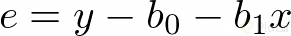 e = y − b₀ − b₁x